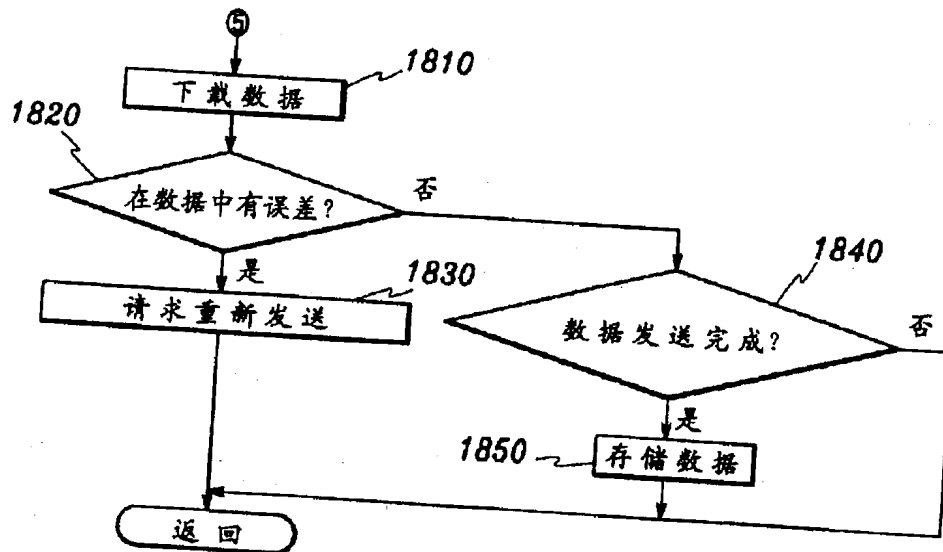 5
1810
下载数据
1820
在数据中有误差?
否
是
1830
请求重新发送
1840
数据发送完成?
否
是
1850
存储数据
返回